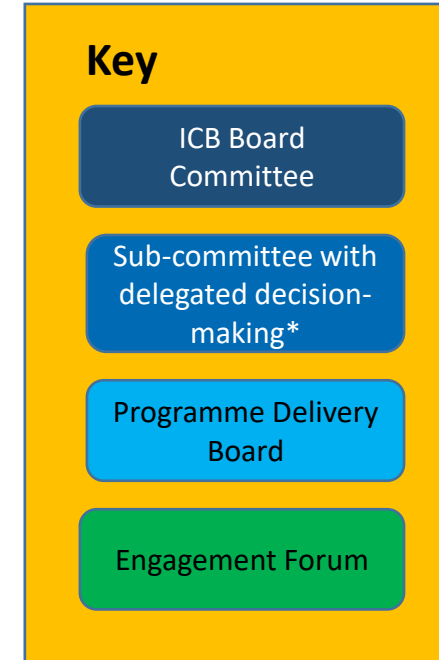 Key
ICB Board
Committee
Sub-committee with
delegated decision-
making*
Programme Delivery
Board
Engagement Forum